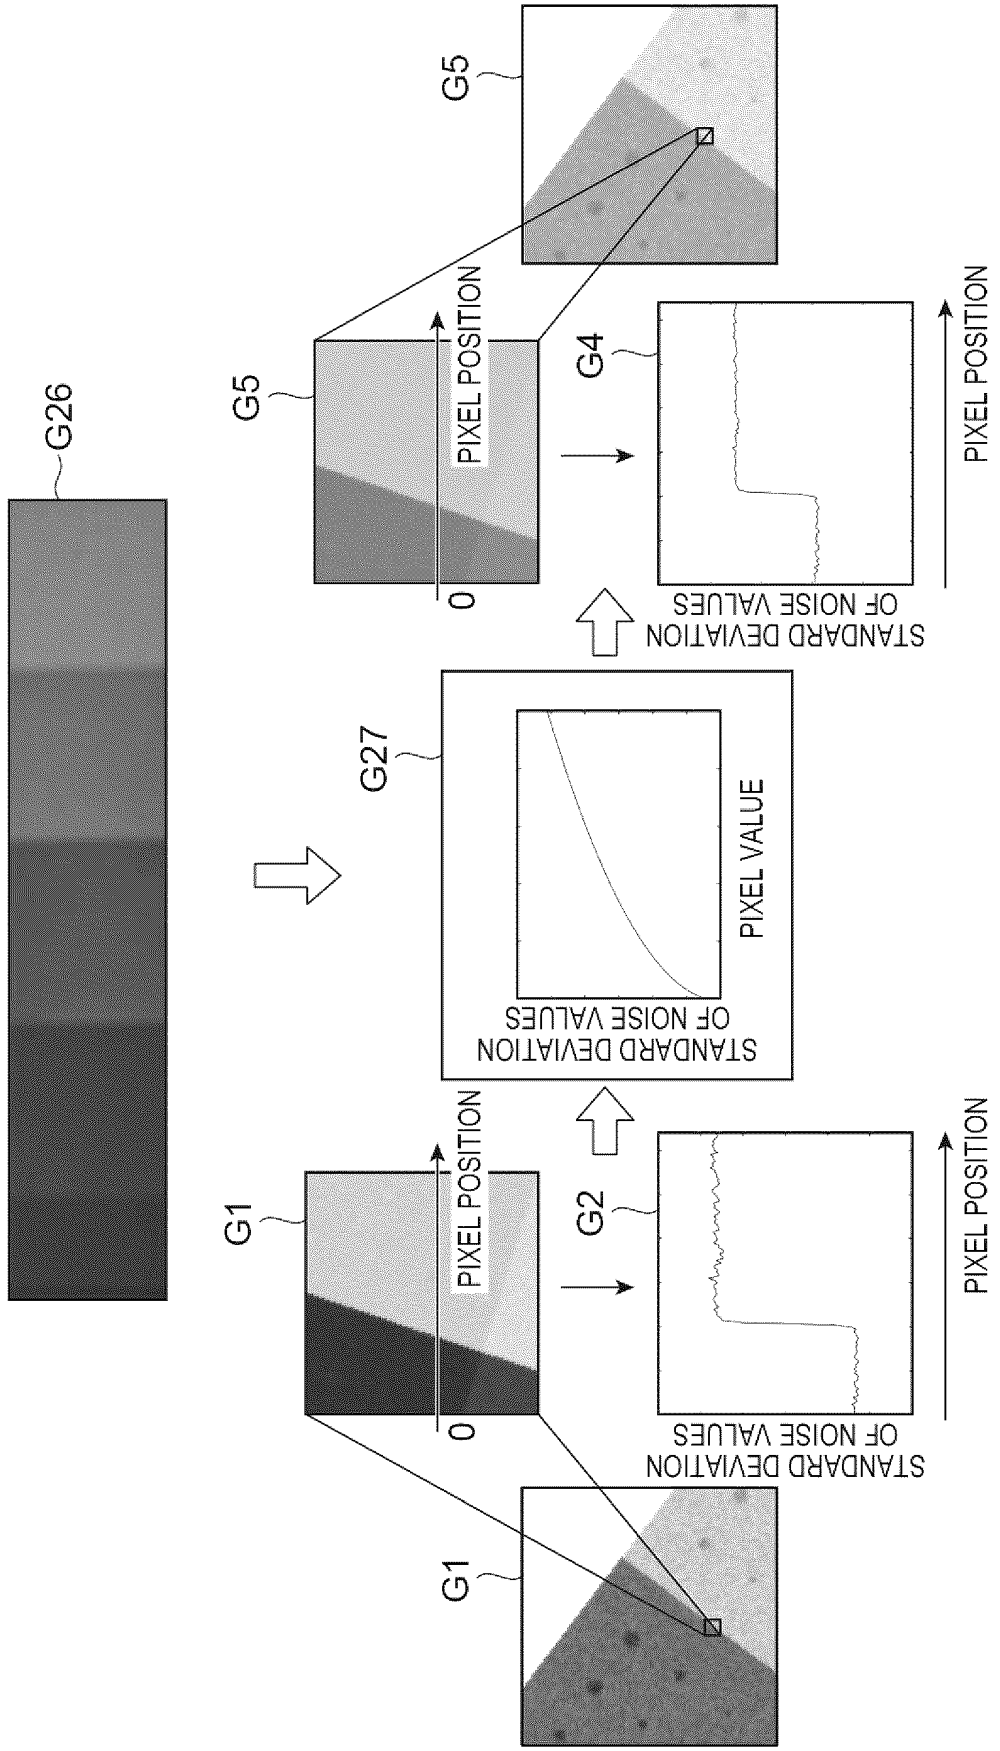 G26
G1
G1
0
PIXEL POSITION
G2
STANDARD DEVIATION
OF NOISE VALUES
PIXEL POSITION
G27
STANDARD DEVIATION
OF NOISE VALUES
PIXEL VALUE
G5
0
PIXEL POSITION
G4
STANDARD DEVIATION
OF NOISE VALUES
PIXEL POSITION
G5